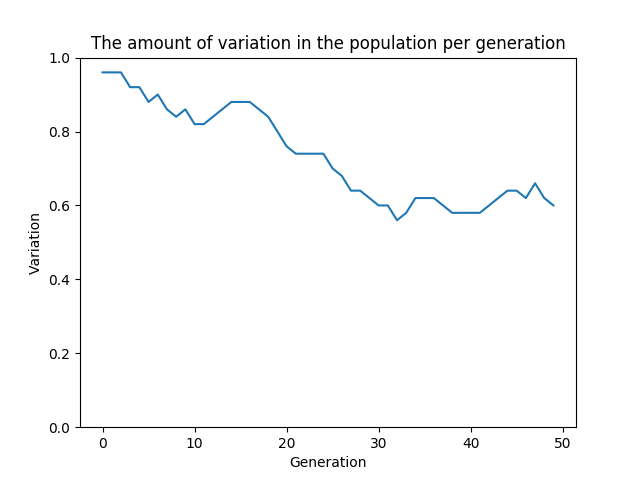 The amount of variation in the population per generation
1.0
0.8
0.6
0.4
0.2
0.0
Variation
0 10 20 30 40 50
Generation